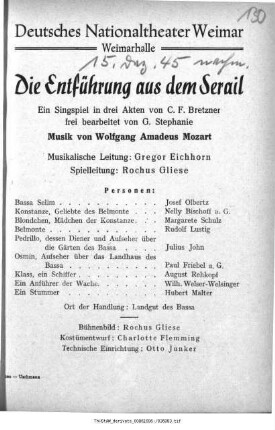 130
Deutsches Nationaltheater Weimar
Weimarhalle
15. Dez. 45 nachm.
Die Entführung aus dem Serail
Ein Singspiel in drei Akten von C. F. Bretzner
frei bearbeitet von G. Stephanie
Musik von Wolfgang Amadeus Mozart
Musikalische Leitung: Gregor Eichhorn
Spielleitung: Rochus Gliese
Personen:
Bassa Selim . . . Josef Olbertz
Konstanze, Geliebte des Belmonte . . . Nelly Bischoff a. G.
Blondchen, Mädchen der Konstanze . . . Margarete Schulz
Belmonte . . . Rudolf Lustig
Pedrillo, dessen Diener und Aufseher über
die Gärten des Bassa . . . Julius John
Osmin, Aufseher über das Landhaus des
Bassa . . . Paul Friebel a. G.
Klaas, ein Schiffer . . . August Rehkopf
Ein Anführer der Wache . . . Wilh. Welser-Welsinger
Ein Stummer . . . Hubert Malter
Ort der Handlung: Landgut des Bassa
Bühnenbild: Rochus Gliese
Kostümentwurf: Charlotte Flemming
Technische Einrichtung: Otto Junker